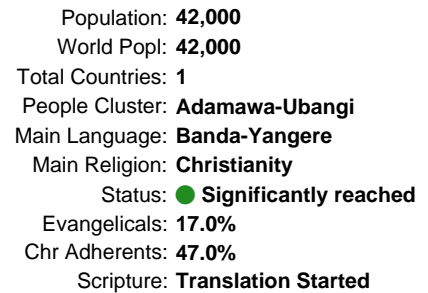 Population: 42,000
World Popl: 42,000
Total Countries: 1
People Cluster: Adamawa-Ubangi
Main Language: Banda-Yangere
Main Religion: Christianity
Status: Significantly reached
Evangelicals: 17.0%
Chr Adherents: 47.0%
Scripture: Translation Started